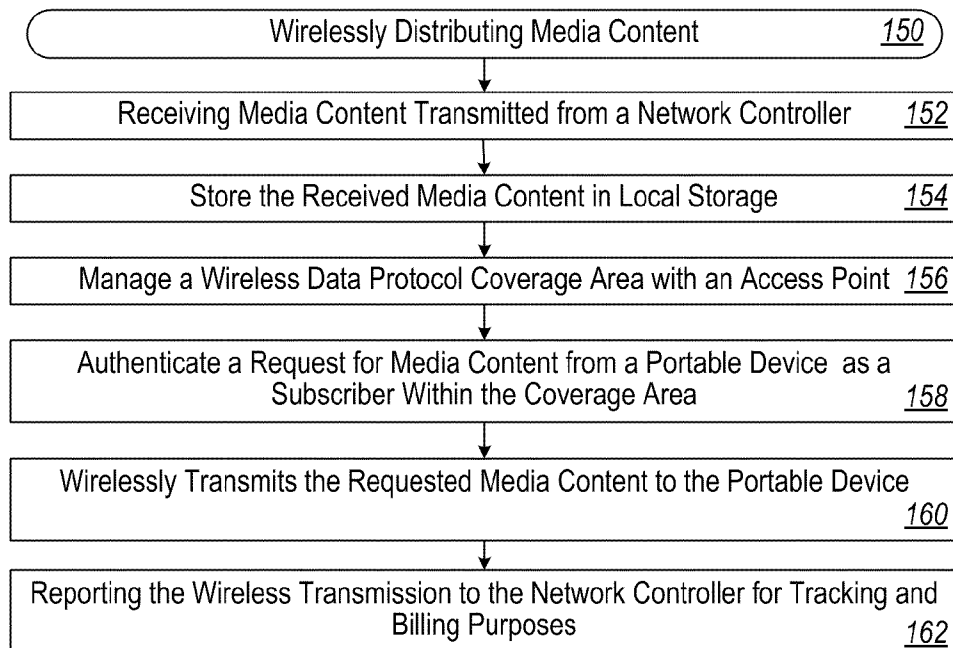 Wirelessly Distributing Media Content 150
Receiving Media Content Transmitted from a Network Controller 152
Store the Received Media Content in Local Storage 154
Manage a Wireless Data Protocol Coverage Area with an Access Point 156
Authenticate a Request for Media Content from a Portable Device as a
Subscriber Within the Coverage Area 158
Wirelessly Transmits the Requested Media Content to the Portable Device
160
Reporting the Wireless Transmission to the Network Controller for Tracking and
Billing Purposes 162